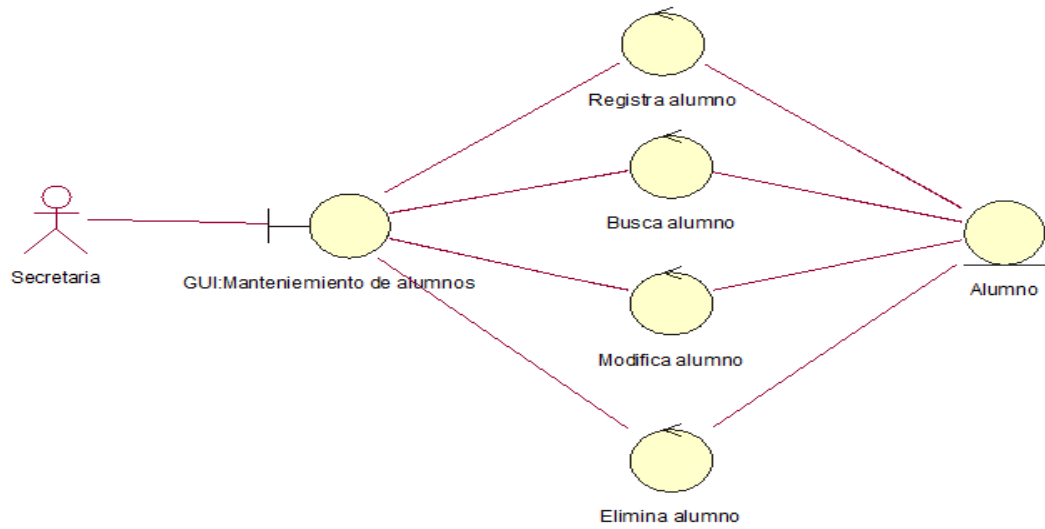 Registra alumno
Busca alumno
Secretaria
GUI:Manteniemiento de alumnos
Alumno
Modifica alumno
Elimina alumno